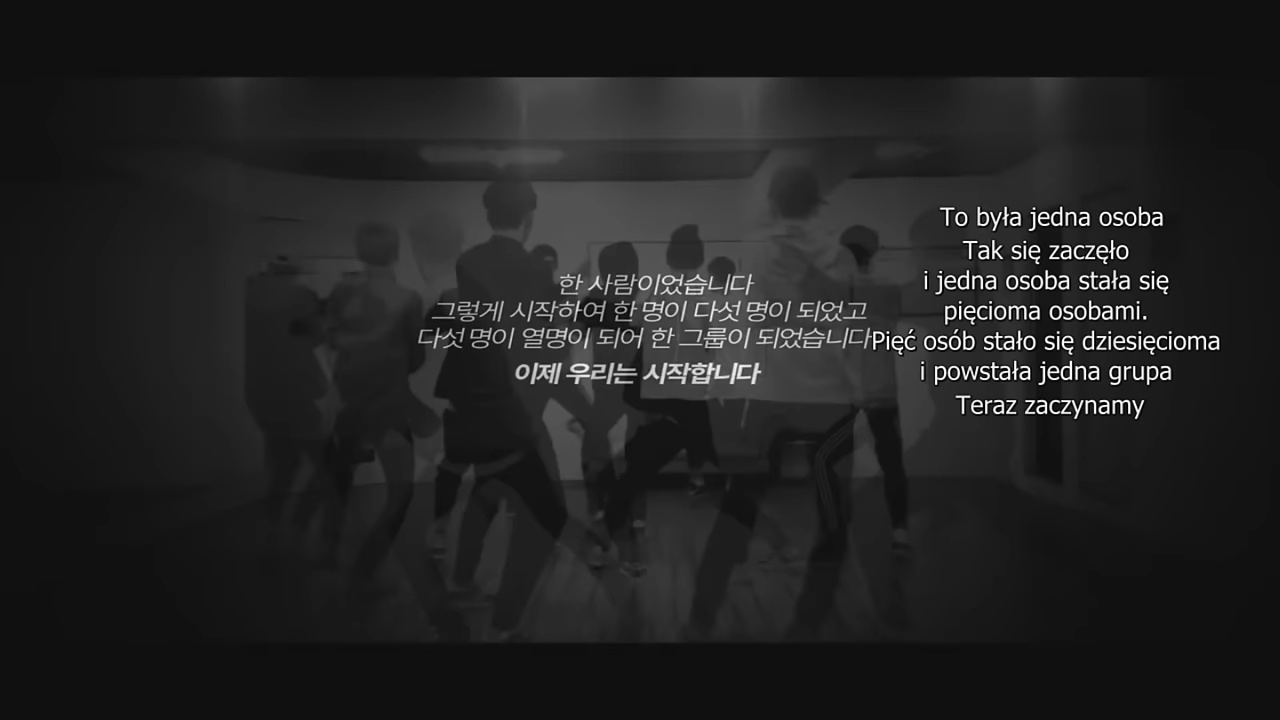 한 사람이었습니다
그렇게 시작하여 한 명이 다섯 명이 되었고
다섯 명이 열명이 되어 한 그룹이 되었습니다
이제 우리는 시작합니다
To była jedna osoba
Tak się zaczęło
i jedna osoba stała się
pięcioma osobami.
Pięć osób stało się dziesięcioma
i powstała jedna grupa
Teraz zaczynamy